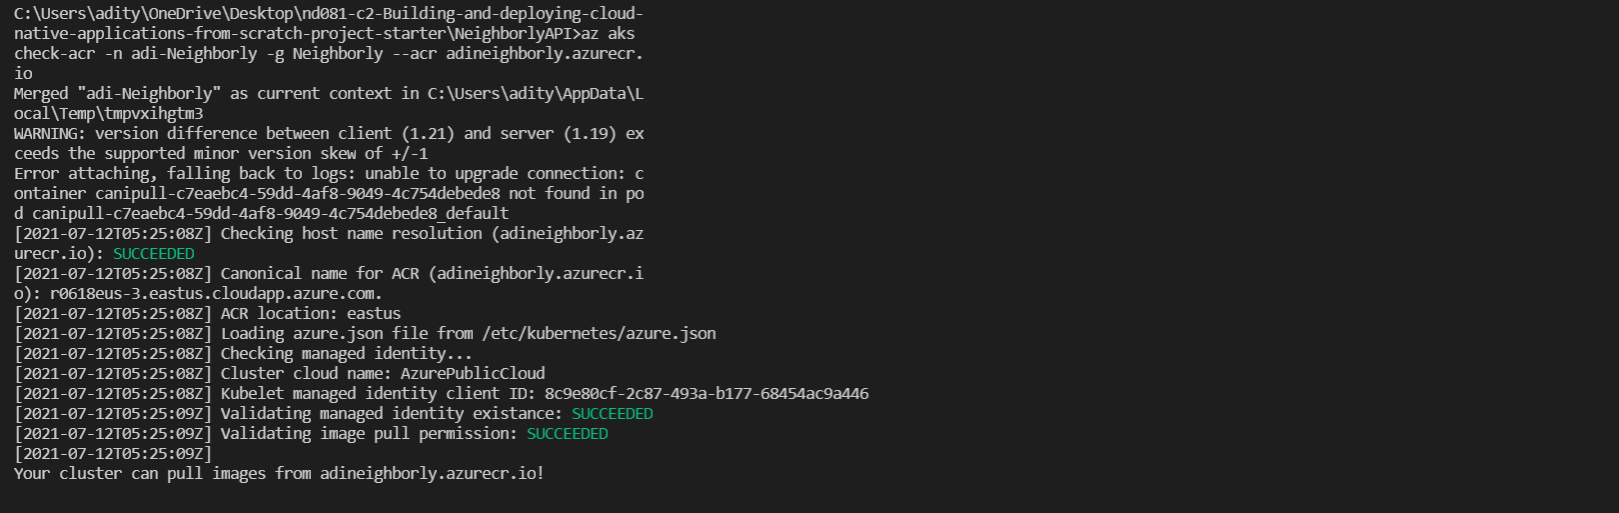 C:\Users\adity\OneDrive\Desktop\nd081-c2-Building-and-deploying-cloud-
native-applications-from-scratch-project-starter\NeighborlyAPI>az aks
check-acr -n adi-Neighborly -g Neighborly --acr adineighborly.azurecr.
io
Merged "adi-Neighborly" as current context in C:\Users\adity\AppData\L
ocal\Temp\tmpvxihgtm3
WARNING: version difference between client (1.21) and server (1.19) ex
ceeds the supported minor version skew of +/-1
Error attaching, falling back to logs: unable to upgrade connection: c
ontainer canipull-c7eaebc4-59dd-4af8-9049-4c754debede8 not found in po
d canipull-c7eaebc4-59dd-4af8-9049-4c754debede8_default
[2021-07-12T05:25:08Z] Checking host name resolution (adineighborly.az
urecr.io): SUCCEEDED
[2021-07-12T05:25:08Z] Canonical name for ACR (adineighborly.azurecr.i
o): r0618eus-3.eastus.cloudapp.azure.com.
[2021-07-12T05:25:08Z] ACR location: eastus
[2021-07-12T05:25:08Z] Loading azure.json file from /etc/kubernetes/azure.json
[2021-07-12T05:25:08Z] Checking managed identity...
[2021-07-12T05:25:08Z] Cluster cloud name: AzurePublicCloud
[2021-07-12T05:25:08Z] Kubelet managed identity client ID: 8c9e80cf-2c87-493a-b177-68454ac9a446
[2021-07-12T05:25:09Z] Validating managed identity existance: SUCCEEDED
[2021-07-12T05:25:09Z] Validating image pull permission: SUCCEEDED
[2021-07-12T05:25:09Z]
Your cluster can pull images from adineighborly.azurecr.io!